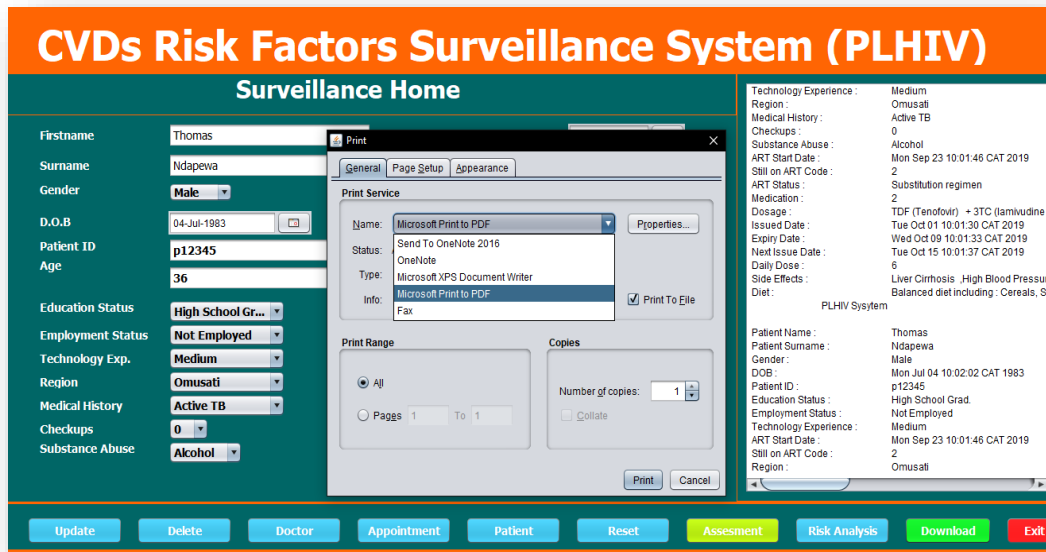 CVDs Risk Factors Surveillance System (PLHIV)
Surveillance Home
Firstname Thomas
Surname Ndapewa
Gender Male
D.O.B 04-Jul-1983
Patient ID p12345
Age 36
Education Status High School Gr...
Employment Status Not Employed
Technology Exp. Medium
Region Omusati
Medical History Active TB
Checkups 0
Substance Abuse Alcohol
Print
General Page Setup Appearance
Print Service
Name: Microsoft Print to PDF Properties...
Status:
Send To OneNote 2016
OneNote
Type: Microsoft XPS Document Writer
Info: Microsoft Print to PDF Print To File
Fax
Print Range Copies
All
Number of copies: 1
Pages 1 To 1 Collate
Print Cancel
Technology Experience : Medium
Region : Omusati
Medical History : Active TB
Checkups : 0
Substance Abuse : Alcohol
ART Start Date : Mon Sep 23 10:01:46 CAT 2019
Still on ART Code : 2
ART Status : Substitution regimen
Medication : 2
Dosage : TDF (Tenofovir) + 3TC (lamivudine
Issued Date : Tue Oct 01 10:01:30 CAT 2019
Expiry Date : Wed Oct 09 10:01:33 CAT 2019
Next Issue Date : Tue Oct 15 10:01:37 CAT 2019
Daily Dose : 6
Side Effects : Liver Cirrhosis ,High Blood Pressu
Diet : Balanced diet including : Cereals, S
PLHIV Sysytem
Patient Name : Thomas
Patient Surname : Ndapewa
Gender : Male
DOB : Mon Jul 04 10:02:02 CAT 1983
Patient ID : p12345
Education Status : High School Grad.
Employment Status : Not Employed
Technology Experience : Medium
ART Start Date : Mon Sep 23 10:01:46 CAT 2019
Still on ART Code : 2
Region : Omusati
Update Delete Doctor Appointment Patient Reset Assesment Risk Analysis Download Exit